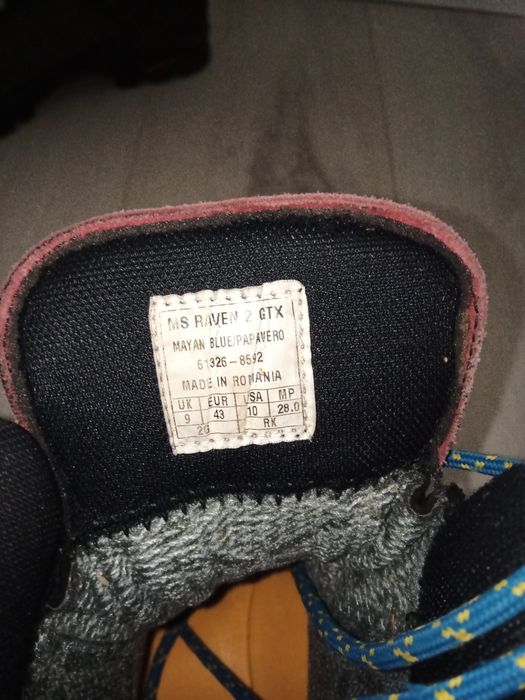 MS RAVEN 2 GTX
MAYAN BLUE/PAPAVERO
61326-8592
MADE IN ROMANIA
UK EUR USA MP
9 43 10 28.0
2G RK